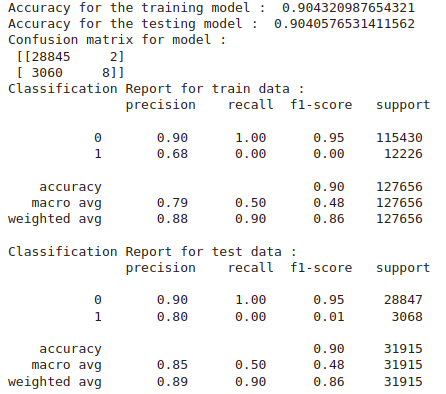 Accuracy for the training model :  0.904320987654321
Accuracy for the testing model :  0.9040576531411562
Confusion matrix for model :
 [[28845     2]
 [ 3060     8]]
Classification Report for train data :
               precision    recall  f1-score   support

           0       0.90      1.00      0.95    115430
           1       0.68      0.00      0.00     12226

    accuracy                           0.90    127656
   macro avg       0.79      0.50      0.48    127656
weighted avg       0.88      0.90      0.86    127656

Classification Report for test data :
               precision    recall  f1-score   support

           0       0.90      1.00      0.95     28847
           1       0.80      0.00      0.01      3068

    accuracy                           0.90     31915
   macro avg       0.85      0.50      0.48     31915
weighted avg       0.89      0.90      0.86     31915